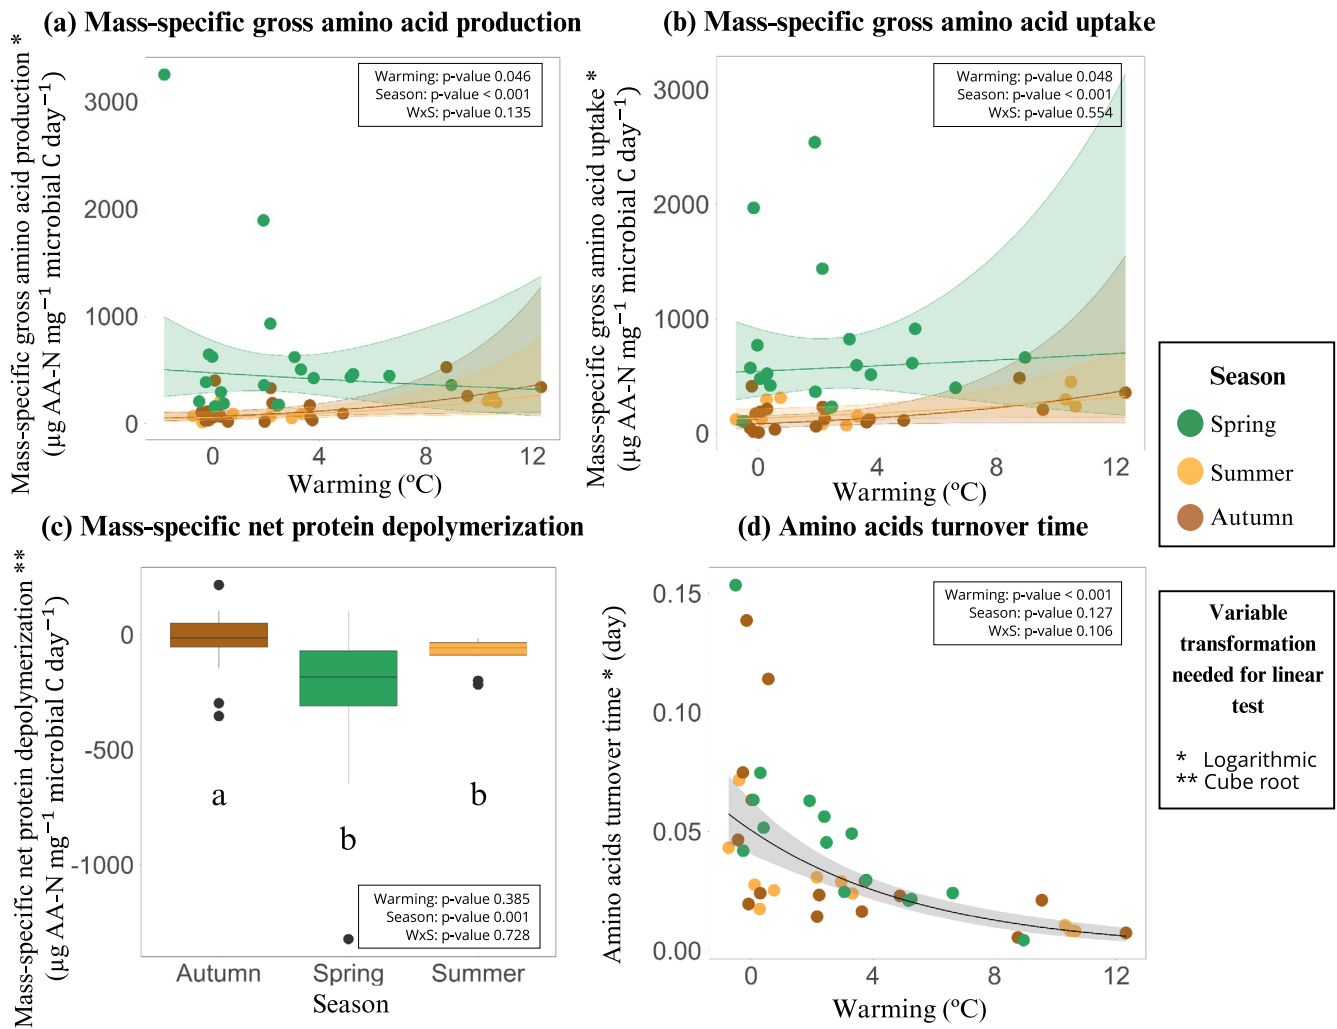 (a) Mass-specific gross amino acid production
Mass-specific gross amino acid production *
(µg AA-N mg⁻¹ microbial C day⁻¹)
Warming: p-value 0.046
Season: p-value < 0.001
WxS: p-value 0.135
3000
2000
1000
0
0 4 8 12
Warming (ºC)
(b) Mass-specific gross amino acid uptake
Mass-specific gross amino acid uptake *
(µg AA-N mg⁻¹ microbial C day⁻¹)
Warming: p-value 0.048
Season: p-value < 0.001
WxS: p-value 0.554
3000
2000
1000
0
0 4 8 12
Warming (ºC)
Season
Spring
Summer
Autumn
(c) Mass-specific net protein depolymerization
Mass-specific net protein depolymerization **
(µg AA-N mg⁻¹ microbial C day⁻¹)
0
-500
-1000
a
b
b
Warming: p-value 0.385
Season: p-value 0.001
WxS: p-value 0.728
Autumn Spring Summer
Season
(d) Amino acids turnover time
Amino acids turnover time * (day)
Warming: p-value < 0.001
Season: p-value 0.127
WxS: p-value 0.106
0.15
0.10
0.05
0.00
0 4 8 12
Warming (ºC)
Variable
transformation
needed for linear
test
* Logarithmic
** Cube root